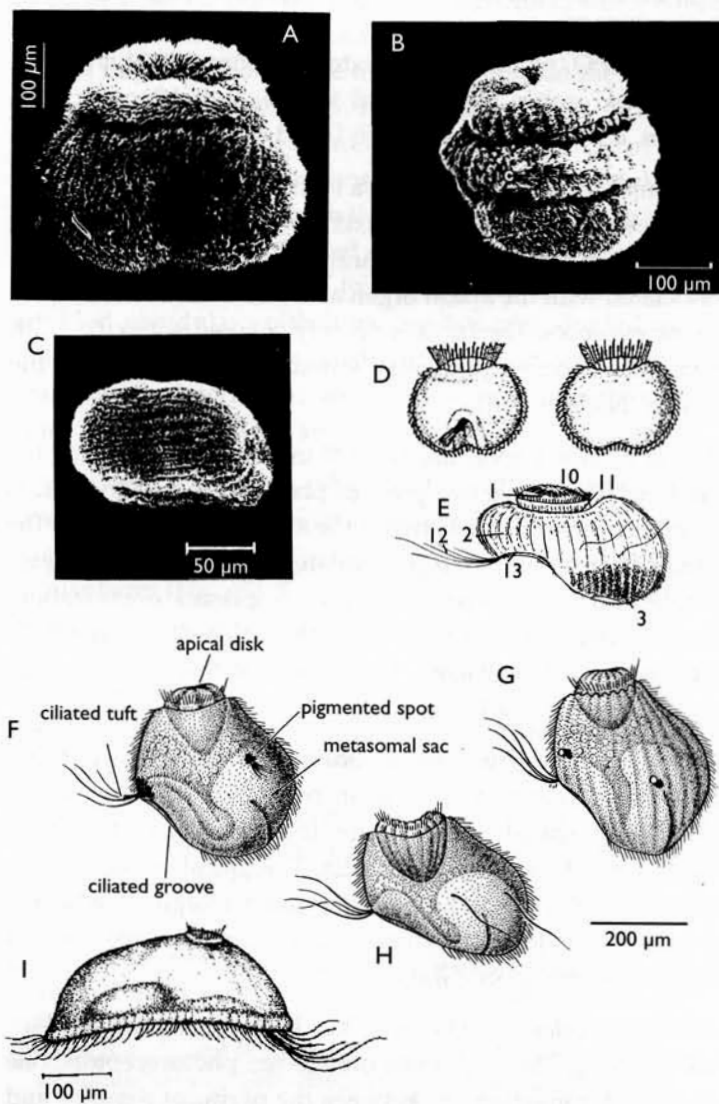 A
100 µm
B
100 µm
C
50 µm
D
E
1
10
11
2
12
13
3
F
apical disk
ciliated tuft
pigmented spot
metasomal sac
ciliated groove
G
H
200 µm
I
100 µm